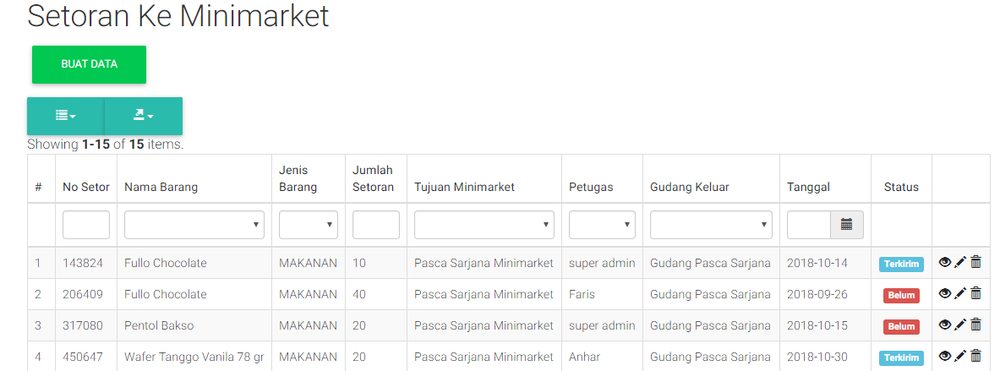 Setoran Ke Minimarket
BUAT DATA
Showing 1-15 of 15 items.
# No Setor Nama Barang Jenis Barang Jumlah Setoran Tujuan Minimarket Petugas Gudang Keluar Tanggal Status
1 143824 Fullo Chocolate MAKANAN 10 Pasca Sarjana Minimarket super admin Gudang Pasca Sarjana 2018-10-14 Terkirim
2 206409 Fullo Chocolate MAKANAN 40 Pasca Sarjana Minimarket Faris Gudang Pasca Sarjana 2018-09-26 Belum
3 317080 Pentol Bakso MAKANAN 20 Pasca Sarjana Minimarket super admin Gudang Pasca Sarjana 2018-10-15 Belum
4 450647 Wafer Tanggo Vanila 78 gr MAKANAN 20 Pasca Sarjana Minimarket Anhar Gudang Pasca Sarjana 2018-10-30 Terkirim